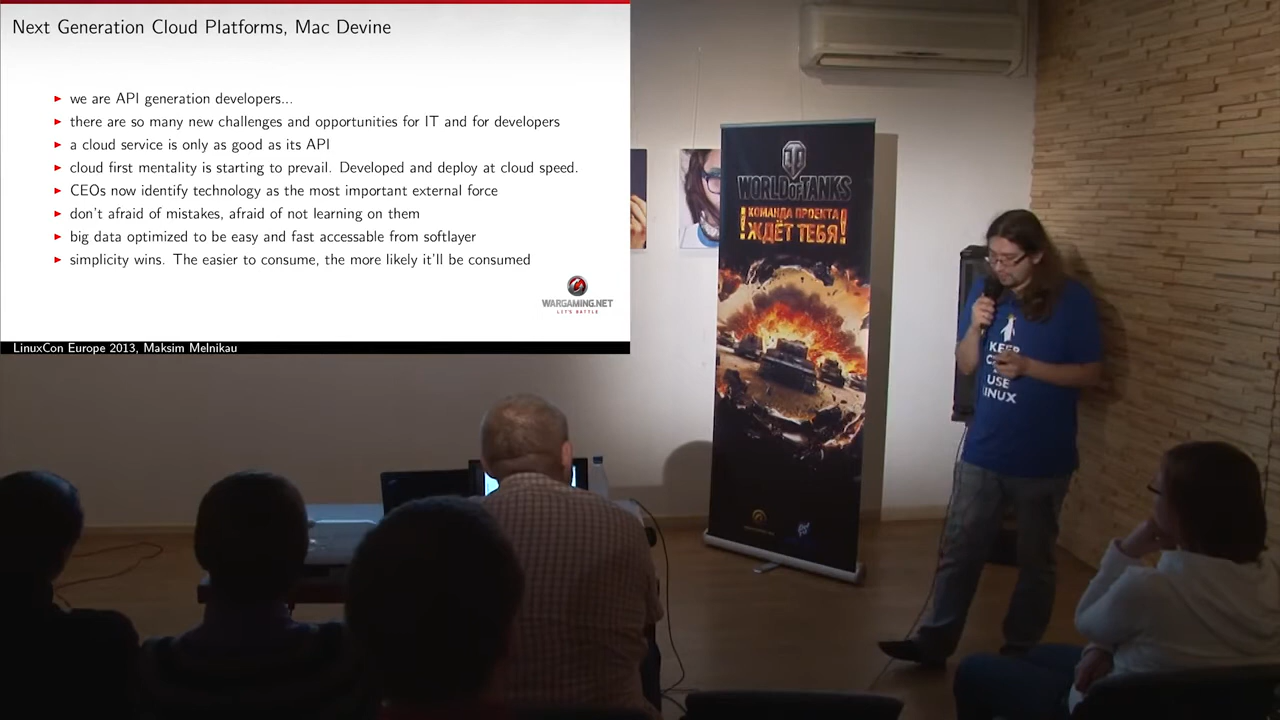 Next Generation Cloud Platforms, Mac Devine
we are API generation developers...
there are so many new challenges and opportunities for IT and for developers
a cloud service is only as good as its API
cloud first mentality is starting to prevail. Developed and deploy at cloud speed.
CEOs now identify technology as the most important external force
don't afraid of mistakes, afraid of not learning on them
big data optimized to be easy and fast accessable from softlayer
simplicity wins. The easier to consume, the more likely it'll be consumed
WARGAMING.NET
LET'S BATTLE
LinuxCon Europe 2013, Maksim Melnikau
WORLD OF TANKS
КОМАНДА ПРОЕКТА
ЖДЁТ ТЕБЯ!
KEEP
USE
LINUX